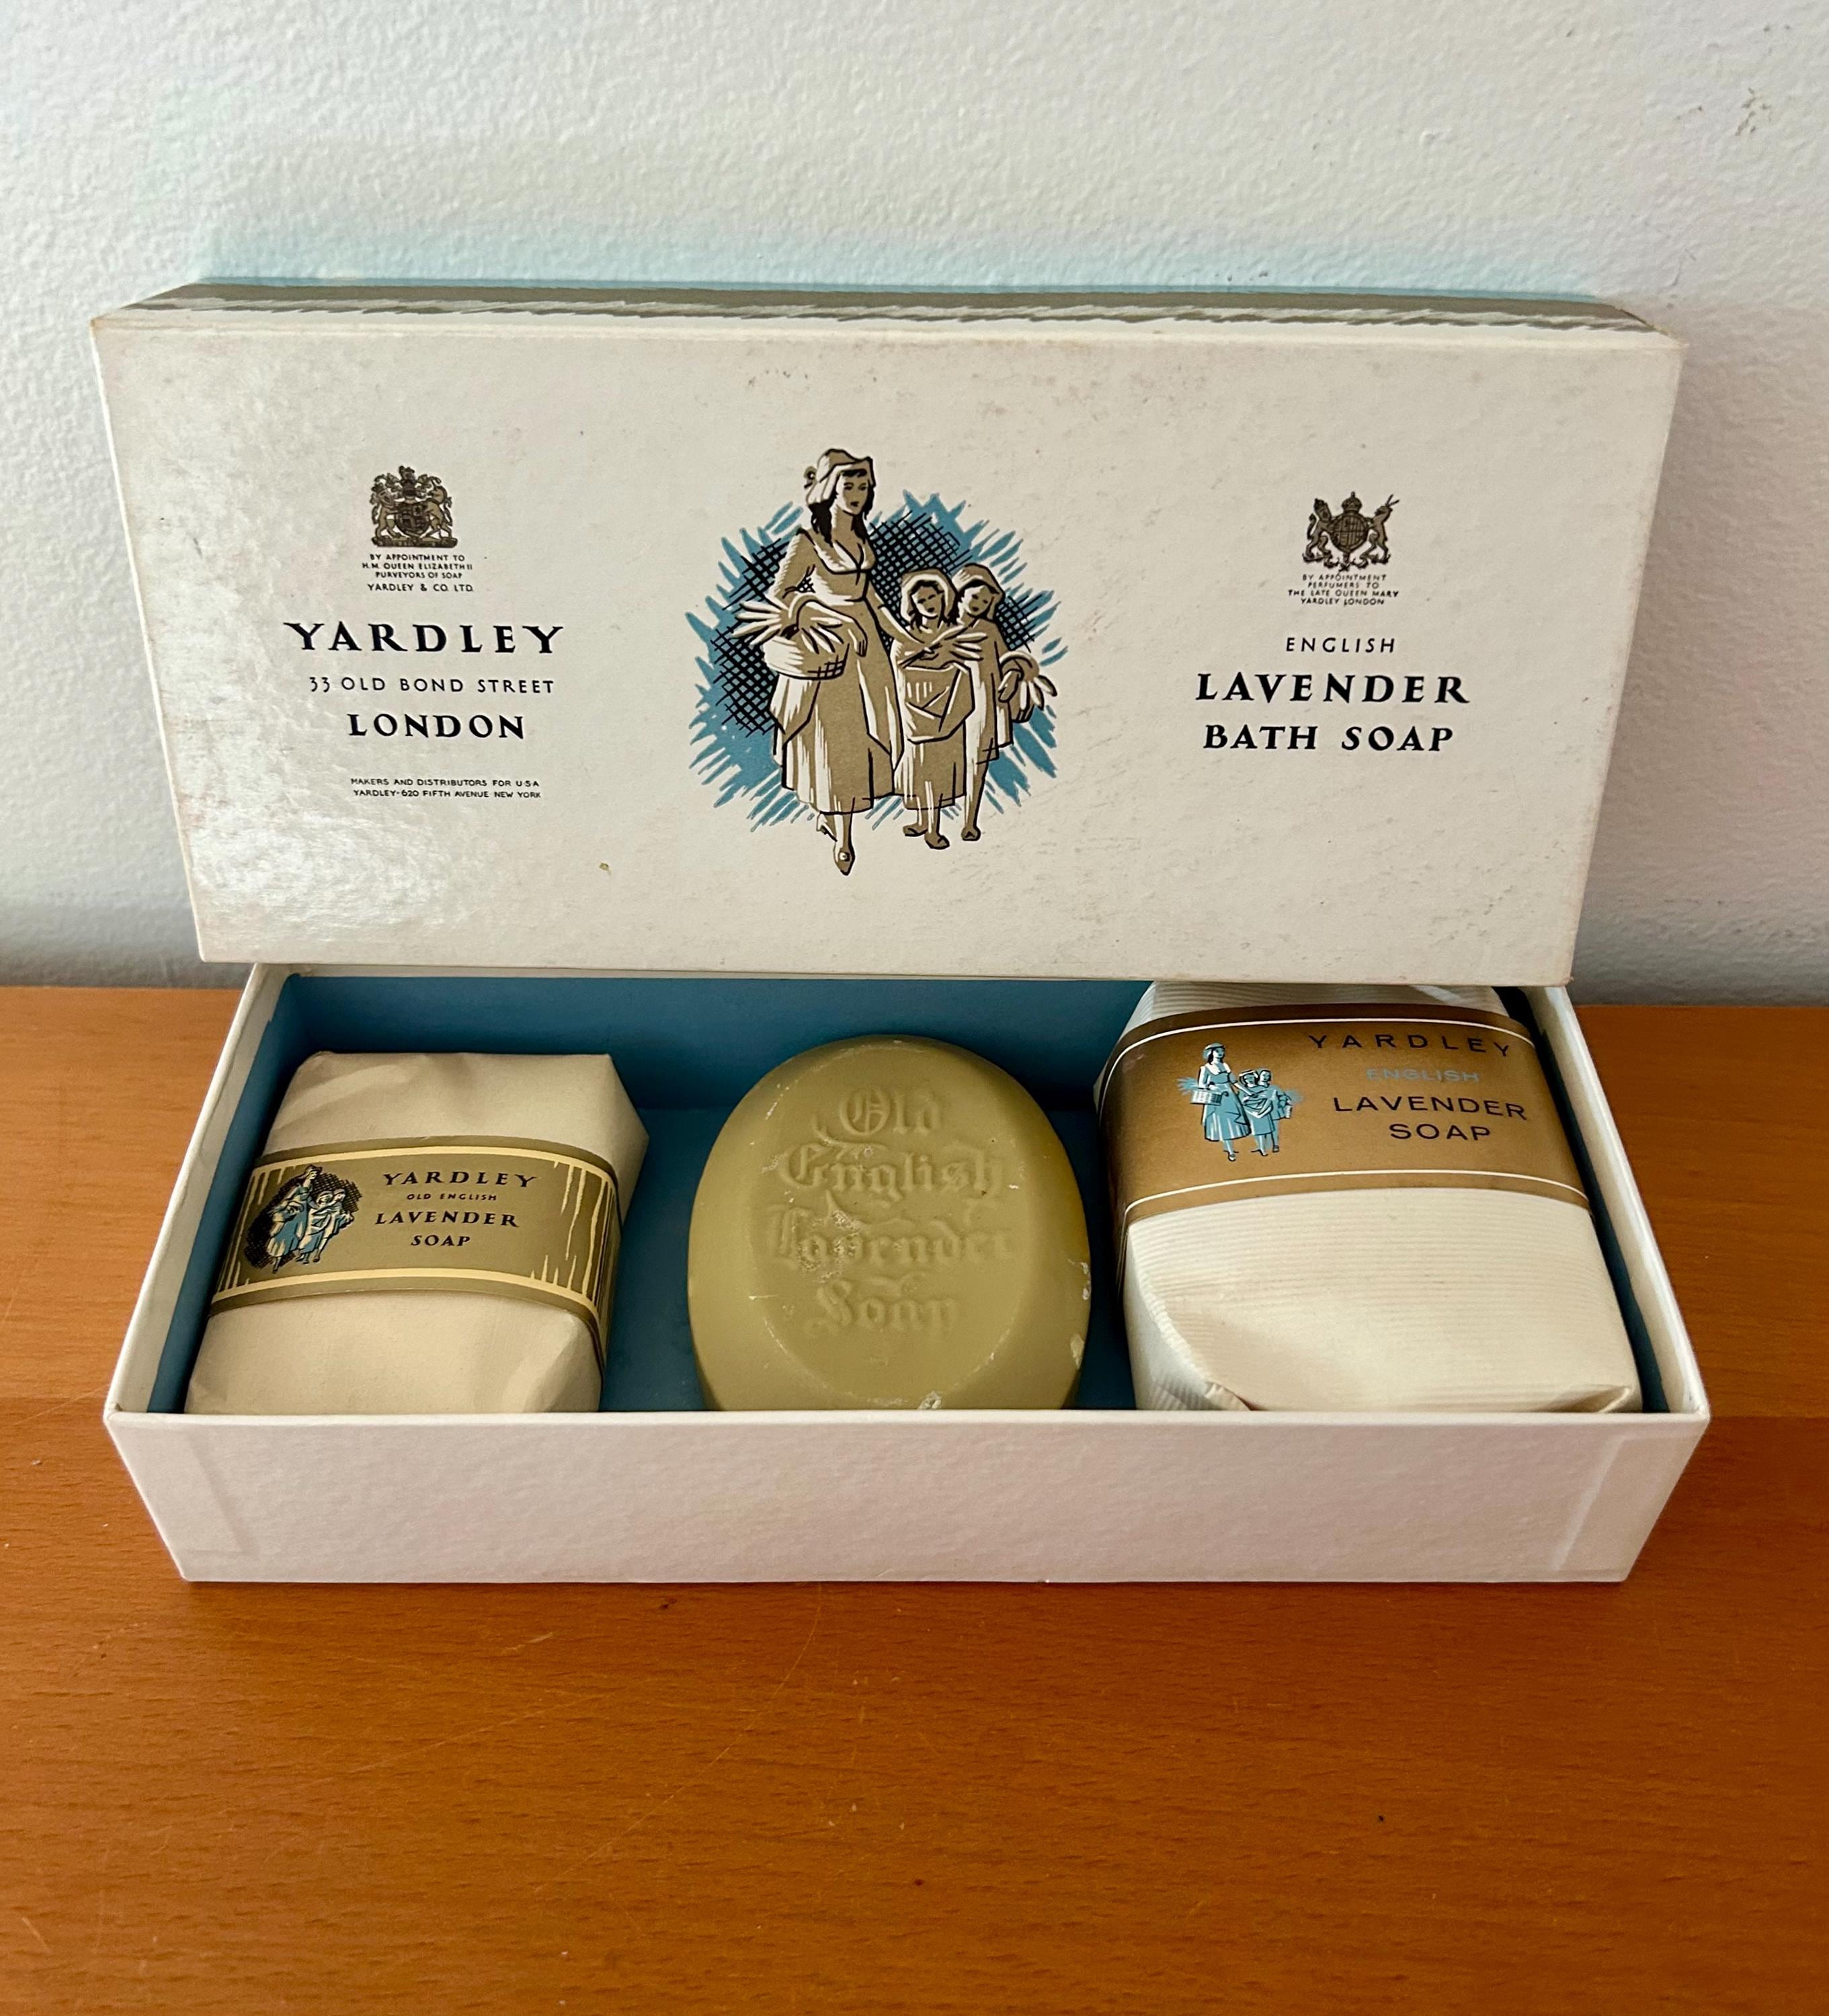 BY APPOINTMENT TO
H.M. QUEEN ELIZABETH II
PURVEYORS OF SOAP
YARDLEY & CO. LTD.
YARDLEY
33 OLD BOND STREET
LONDON
MAKERS AND DISTRIBUTORS FOR U·S·A
YARDLEY·620 FIFTH AVENUE·NEW YORK
BY APPOINTMENT
PERFUMERS TO
THE LATE QUEEN MARY
YARDLEY LONDON
ENGLISH
LAVENDER
BATH SOAP
YARDLEY
OLD ENGLISH
LAVENDER
SOAP
Old
English
Lavender
Soap
YARDLEY
ENGLISH
LAVENDER
SOAP